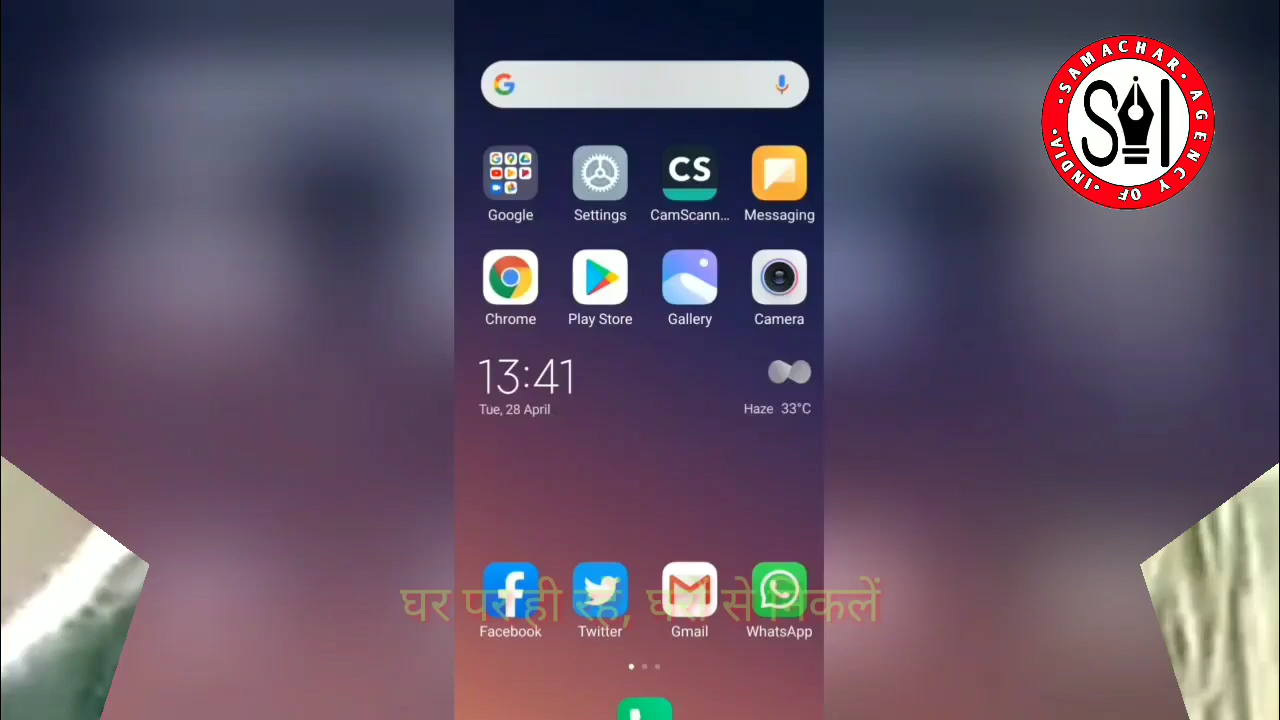 SAMACHAR AGENCY OF INDIA
SAI
Google Settings CamScann... Messaging
Chrome Play Store Gallery Camera
13:41
Tue, 28 April
Haze 33°C
घर पर ही रहें, घरों से निकलें
Facebook Twitter Gmail WhatsApp